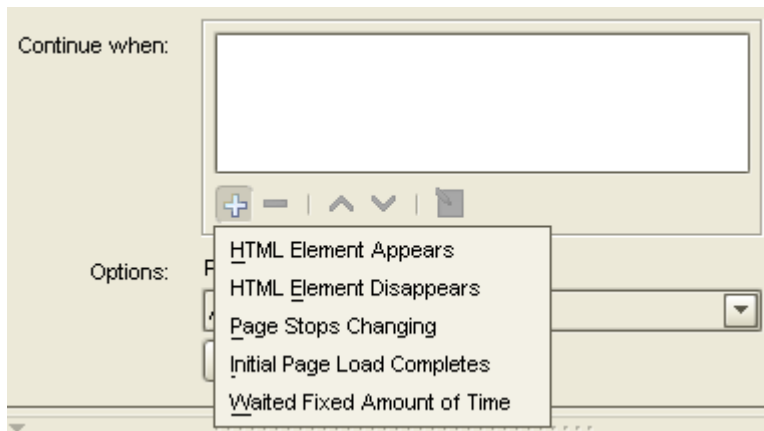 Continue when:
HTML Element Appears
Options:
HTML Element Disappears
Page Stops Changing
Initial Page Load Completes
Waited Fixed Amount of Time